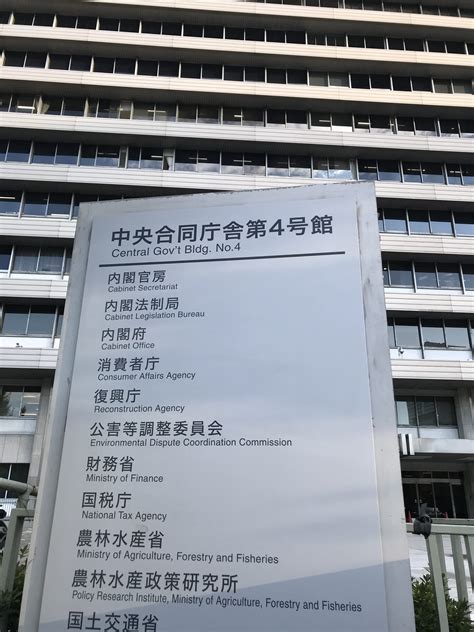 中央合同庁舎第4号館
Central Gov't Bldg. No.4
内閣官房
Cabinet Secretariat
内閣法制局
Cabinet Legislation Bureau
内閣府
Cabinet Office
消費者庁
Consumer Affairs Agency
復興庁
Reconstruction Agency
公害等調整委員会
Environmental Dispute Coordination Commission
財務省
Ministry of Finance
国税庁
National Tax Agency
農林水産省
Ministry of Agriculture, Forestry and Fisheries
農林水産政策研究所
Policy Research Institute, Ministry of Agriculture, Forestry and Fisheries
国土交通省